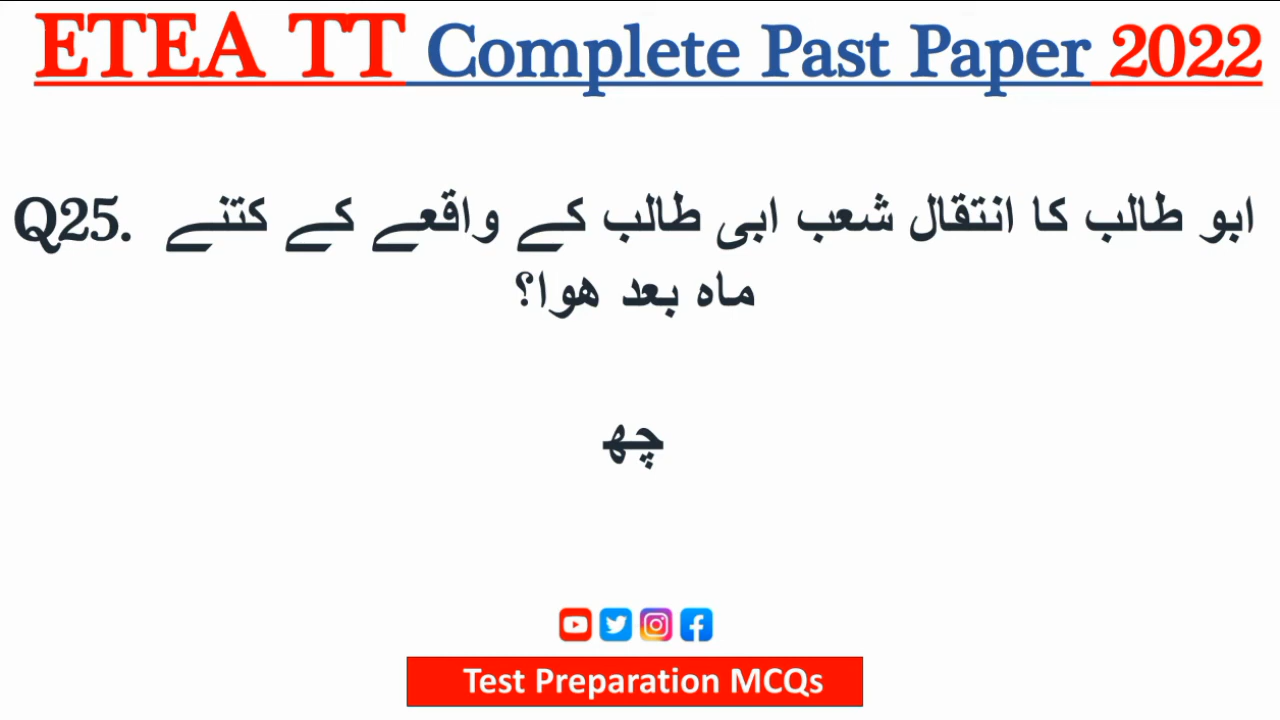 ETEA TT Complete Past Paper 2022
Q25. ابو طالب کا انتقال شعب ابی طالب کے واقعے کے کتنے
ماہ بعد ھوا؟
چھ
Test Preparation MCQs